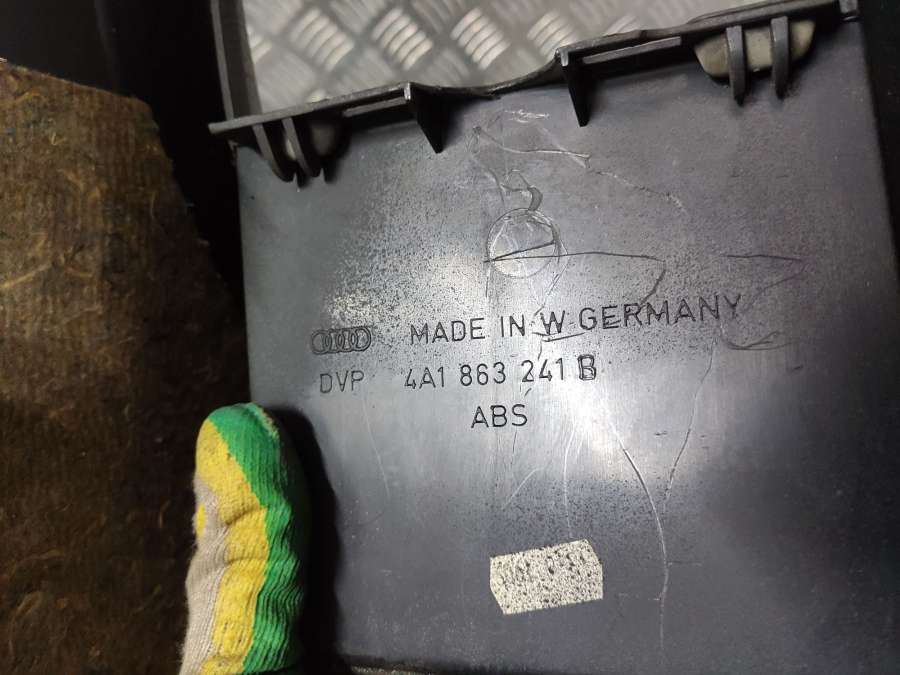 MADE IN W. GERMANY
DVP 4A1 863 241 B
ABS